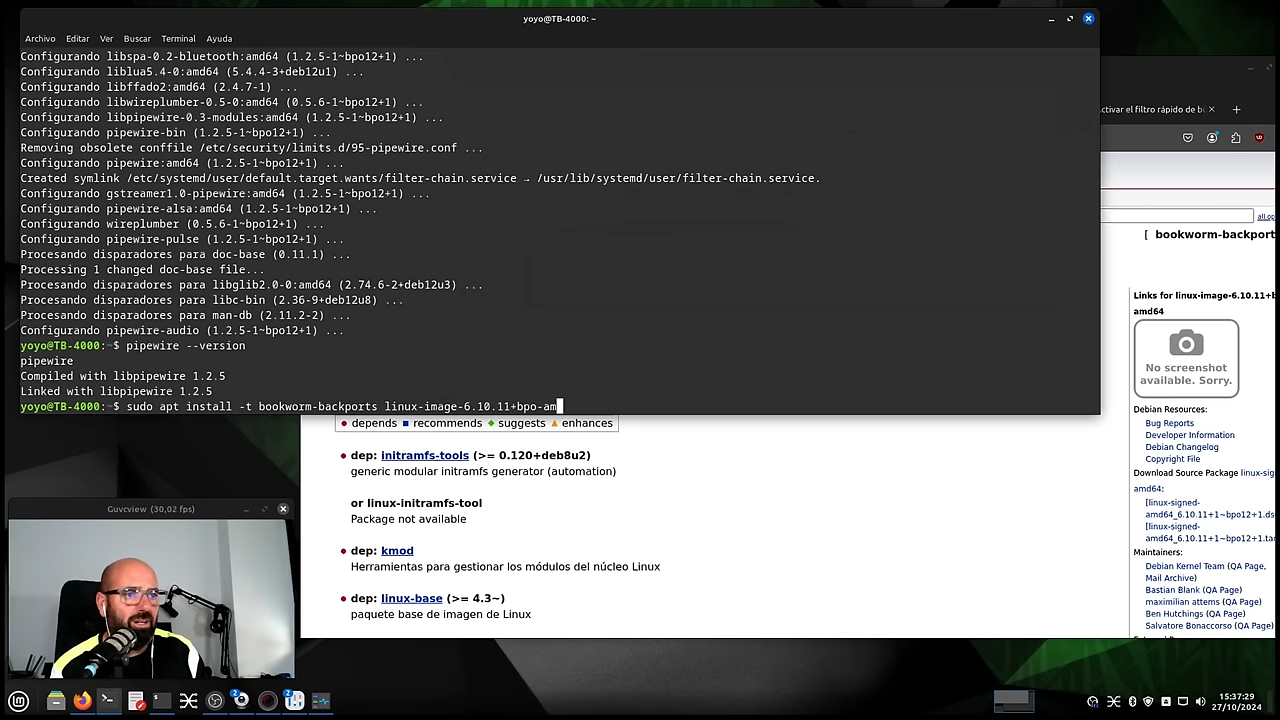 yoyo@TB-4000: ~
Archivo Editar Ver Buscar Terminal Ayuda
Configurando libspa-0.2-bluetooth:amd64 (1.2.5-1~bpo12+1) ...
Configurando liblua5.4-0:amd64 (5.4.4-3+deb12u1) ...
Configurando libffado2:amd64 (2.4.7-1) ...
Configurando libwireplumber-0.5-0:amd64 (0.5.6-1~bpo12+1) ...
Configurando libpipewire-0.3-modules:amd64 (1.2.5-1~bpo12+1) ...
Configurando pipewire-bin (1.2.5-1~bpo12+1) ...
Removing obsolete conffile /etc/security/limits.d/95-pipewire.conf ...
Configurando pipewire:amd64 (1.2.5-1~bpo12+1) ...
Created symlink /etc/systemd/user/default.target.wants/filter-chain.service → /usr/lib/systemd/user/filter-chain.service.
Configurando gstreamer1.0-pipewire:amd64 (1.2.5-1~bpo12+1) ...
Configurando pipewire-alsa:amd64 (1.2.5-1~bpo12+1) ...
Configurando wireplumber (0.5.6-1~bpo12+1) ...
Configurando pipewire-pulse (1.2.5-1~bpo12+1) ...
Procesando disparadores para doc-base (0.11.1) ...
Processing 1 changed doc-base file...
Procesando disparadores para libglib2.0-0:amd64 (2.74.6-2+deb12u3) ...
Procesando disparadores para libc-bin (2.36-9+deb12u8) ...
Procesando disparadores para man-db (2.11.2-2) ...
Configurando pipewire-audio (1.2.5-1~bpo12+1) ...
yoyo@TB-4000:~$ pipewire --version
pipewire
Compiled with libpipewire 1.2.5
Linked with libpipewire 1.2.5
yoyo@TB-4000:~$ sudo apt install -t bookworm-backports linux-image-6.10.11+bpo-am
ctivar el filtro rápido de b
all op
[ bookworm-backport
Links for linux-image-6.10.11+b
amd64
No screenshot
available. Sorry.
Debian Resources:
Bug Reports
Developer Information
Debian Changelog
Copyright File
Download Source Package linux-sig
amd64:
[linux-signed-
amd64_6.10.11+1~bpo12+1.ds
[linux-signed-
amd64_6.10.11+1~bpo12+1.tar
Maintainers:
Debian Kernel Team (QA Page,
Mail Archive)
Bastian Blank (QA Page)
maximilian attems (QA Page)
Ben Hutchings (QA Page)
Salvatore Bonaccorso (QA Page)
depends recommends suggests enhances
dep: initramfs-tools (>= 0.120+deb8u2)
generic modular initramfs generator (automation)
or linux-initramfs-tool
Package not available
dep: kmod
Herramientas para gestionar los módulos del núcleo Linux
dep: linux-base (>= 4.3~)
paquete base de imagen de Linux
Guvcview (30,02 fps)
2
2
15:37:29
27/10/2024